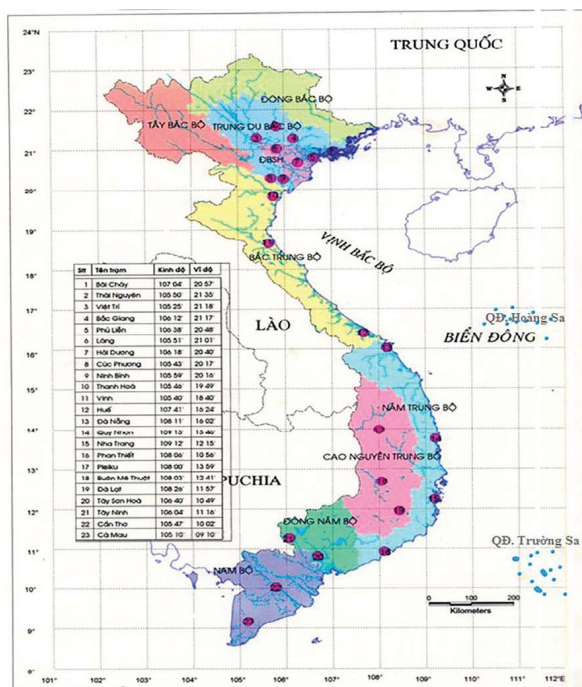 TRUNG QUỐC
ĐÔNG BẮC BỘ
TÂY BẮC BỘ
TRUNG DU BẮC BỘ
ĐBSH
VỊNH BẮC BỘ
BẮC TRUNG BỘ
LÀO
QĐ. Hoàng Sa
BIỂN ĐÔNG
NAM TRUNG BỘ
CAO NGUYÊN TRUNG BỘ
PUCHIA
ĐÔNG NAM BỘ
NAM BỘ
QĐ. Trường Sa
N
W E
S
Stt Tên trạm Kinh độ Vĩ độ
1 Bãi Cháy 107 04' 20 57'
2 Thái Nguyên 105 50' 21 35'
3 Việt Trì 105 25' 21 18'
4 Bắc Giang 106 12' 21 17'
5 Phù Liễn 106 38' 20 48'
6 Láng 105 51' 21 01'
7 Hải Dương 106 18' 20 40'
8 Cúc Phương 105 43' 20 17'
9 Ninh Bình 105 59' 20 16'
10 Thanh Hoá 105 46' 19 49'
11 Vinh 105 40' 18 40'
12 Huế 107 41' 16 24'
13 Đà Nẵng 108 11' 16 02'
14 Quy Nhơn 109 13' 13 46'
15 Nha Trang 109 12' 12 15'
16 Phan Thiết 108 06' 10 56'
17 Pleiku 108 00' 13 59'
18 Buôn Mê Thuột 108 03' 12 41'
19 Đà Lạt 108 26' 11 57'
20 Tây Sơn Hoà 106 40' 10 49'
21 Tây Ninh 106 04' 11 16'
22 Cần Thơ 105 47' 10 02'
23 Cà Mau 105 10' 09 10'
100 0 100 200
Kilometers
24°N
23°
22°
21°
20°
19°
18°
17°
16°
15°
14°
13°
12°
11°
10°
9°
8°
101° 102° 103° 104° 105° 106° 107° 108° 109° 110° 111° 112°E